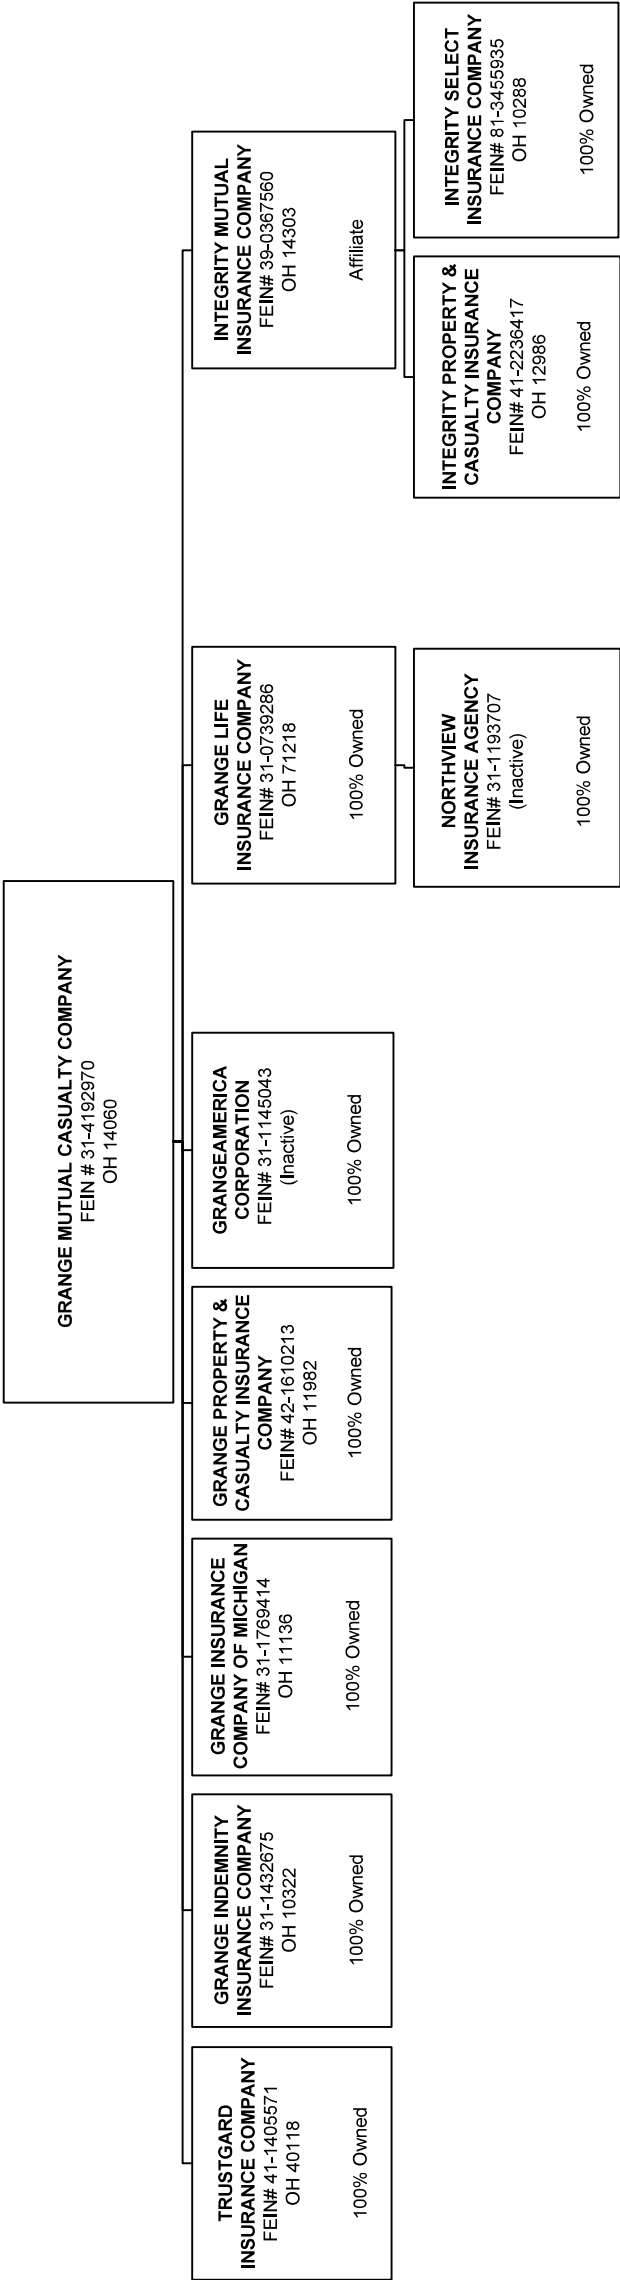 GRANGE MUTUAL CASUALTY COMPANY
FEIN # 31-4192970
OH 14060
TRUSTGARD
INSURANCE COMPANY
FEIN# 41-1405571
OH 40118
100% Owned
GRANGE INDEMNITY
INSURANCE COMPANY
FEIN# 31-1432675
OH 10322
100% Owned
GRANGE INSURANCE
COMPANY OF MICHIGAN
FEIN# 31-1769414
OH 11136
100% Owned
GRANGE PROPERTY &
CASUALTY INSURANCE
COMPANY
FEIN# 42-1610213
OH 11982
100% Owned
GRANGEAMERICA
CORPORATION
FEIN# 31-1145043
(Inactive)
100% Owned
GRANGE LIFE
INSURANCE COMPANY
FEIN# 31-0739286
OH 71218
100% Owned
INTEGRITY MUTUAL
INSURANCE COMPANY
FEIN# 39-0367560
OH 14303
Affiliate
NORTHVIEW
INSURANCE AGENCY
FEIN# 31-1193707
(Inactive)
100% Owned
INTEGRITY PROPERTY &
CASUALTY INSURANCE
COMPANY
FEIN# 41-2236417
OH 12986
100% Owned
INTEGRITY SELECT
INSURANCE COMPANY
FEIN# 81-3455935
OH 10288
100% Owned